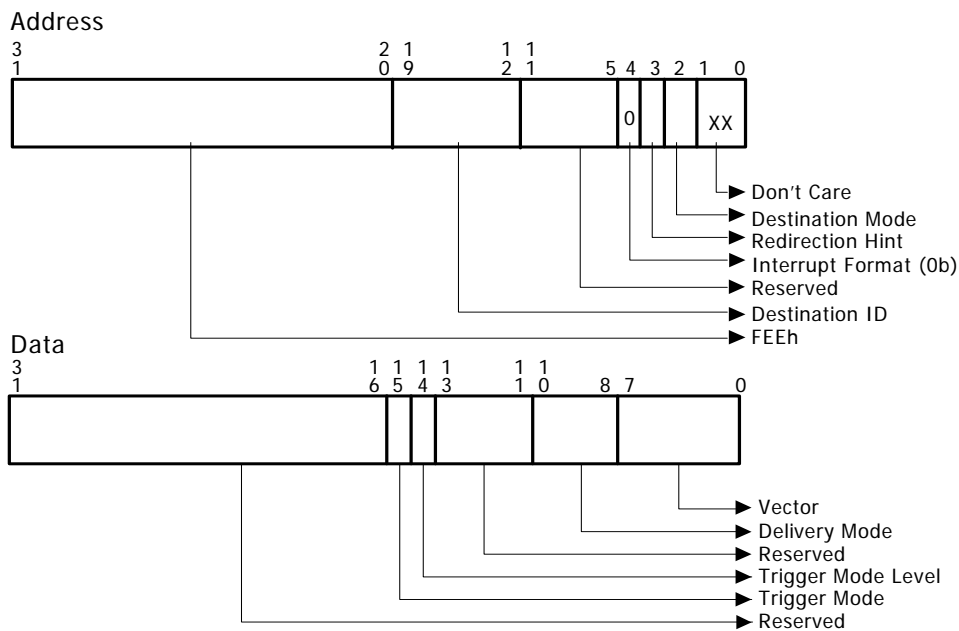 Address
3 2 1 1 1
1 0 9 2 1 5 4 3 2 1 0
0 XX
Don't Care
Destination Mode
Redirection Hint
Interrupt Format (0b)
Reserved
Destination ID
FEEh
Data
3 1 1 1 1 1 1
1 6 5 4 3 1 0 8 7 0
Vector
Delivery Mode
Reserved
Trigger Mode Level
Trigger Mode
Reserved